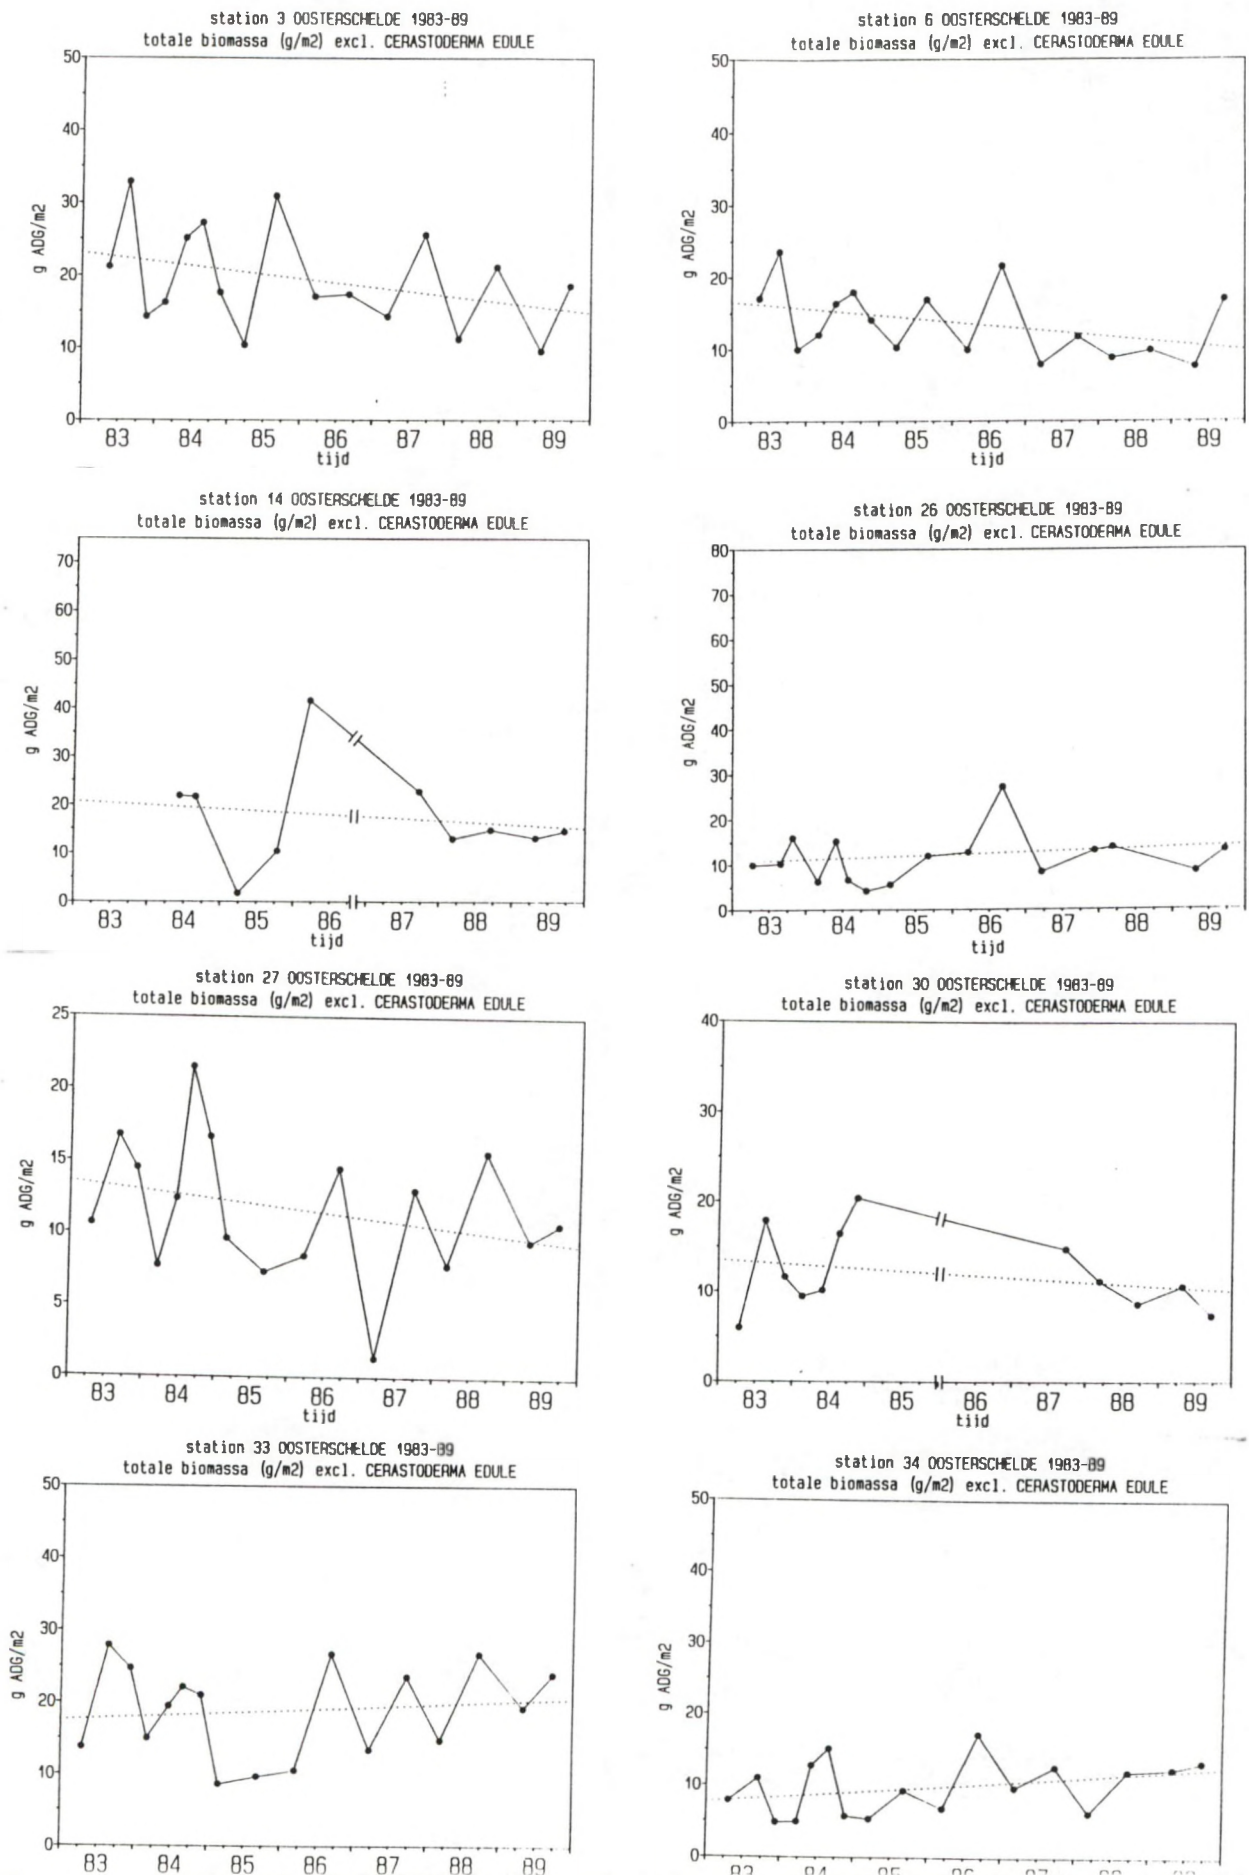 station 3 OOSTERSCHELDE 1983-89
totale biomassa (g/m2) excl. CERASTODERMA EDULE
50
40
30
20
10
0
g ADG/m2
83 84 85 86 87 88 89
tijd
station 6 OOSTERSCHELDE 1983-89
totale biomassa (g/m2) excl. CERASTODERMA EDULE
50
40
30
20
10
0
g ADG/m2
83 84 85 86 87 88 89
tijd
station 14 OOSTERSCHELDE 1983-89
totale biomassa (g/m2) excl. CERASTODERMA EDULE
70
60
50
40
30
20
10
0
g ADG/m2
83 84 85 86 87 88 89
tijd
station 26 OOSTERSCHELDE 1983-89
totale biomassa (g/m2) excl. CERASTODERMA EDULE
80
70
60
50
40
30
20
10
0
g ADG/m2
83 84 85 86 87 88 89
tijd
station 27 OOSTERSCHELDE 1983-89
totale biomassa (g/m2) excl. CERASTODERMA EDULE
25
20
15
10
5
0
g ADG/m2
83 84 85 86 87 88 89
tijd
station 30 OOSTERSCHELDE 1983-89
totale biomassa (g/m2) excl. CERASTODERMA EDULE
40
30
20
10
0
g ADG/m2
83 84 85 86 87 88 89
tijd
station 33 OOSTERSCHELDE 1983-89
totale biomassa (g/m2) excl. CERASTODERMA EDULE
50
40
30
20
10
0
g ADG/m2
83 84 85 86 87 88 89
station 34 OOSTERSCHELDE 1983-89
totale biomassa (g/m2) excl. CERASTODERMA EDULE
50
40
30
20
10
0
g ADG/m2